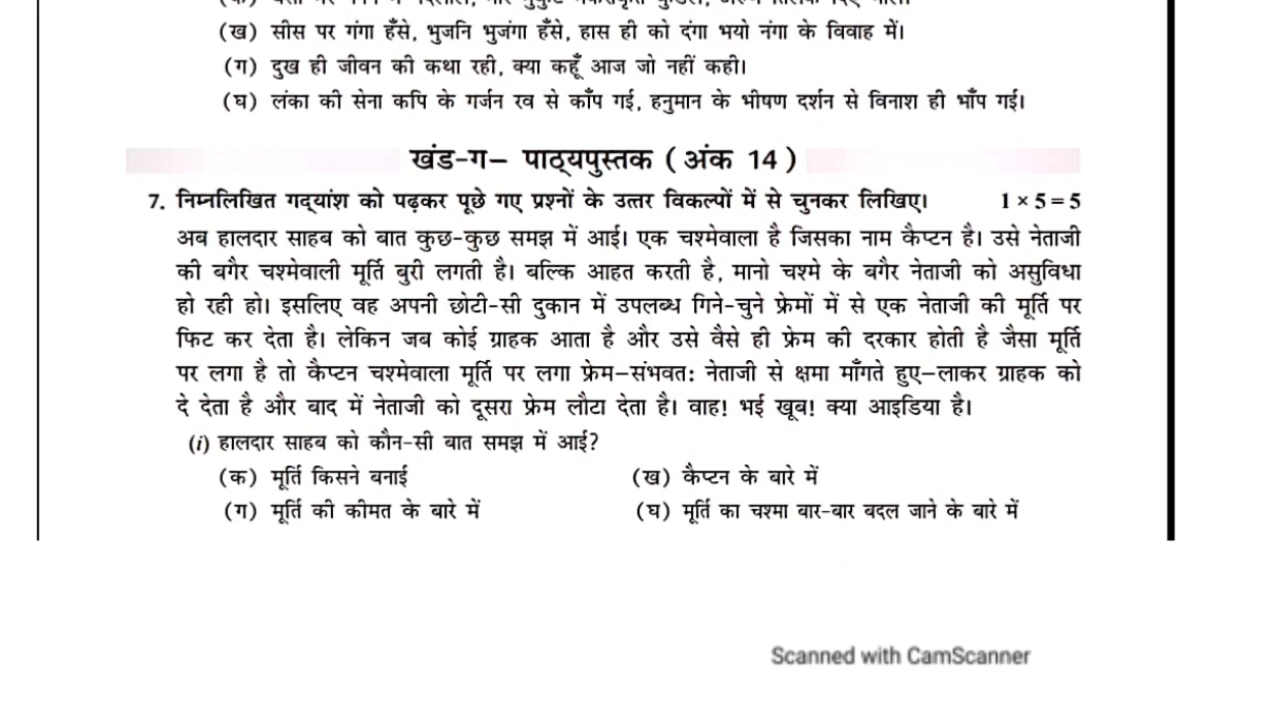 (ख) सीस पर गंगा हँसे, भुजनि भुजंगा हँसे, हास ही को दंगा भयो नंगा के विवाह में।
(ग) दुख ही जीवन की कथा रही, क्या कहूँ आज जो नहीं कही।
(घ) लंका की सेना कपि के गर्जन रव से काँप गई, हनुमान के भीषण दर्शन से विनाश ही भाँप गई।
खंड-ग– पाठ्यपुस्तक (अंक 14)
7. निम्नलिखित गद्यांश को पढ़कर पूछे गए प्रश्नों के उत्तर विकल्पों में से चुनकर लिखिए। 1 × 5 = 5
अब हालदार साहब को बात कुछ-कुछ समझ में आई। एक चश्मेवाला है जिसका नाम कैप्टन है। उसे नेताजी
की बगैर चश्मेवाली मूर्ति बुरी लगती है। बल्कि आहत करती है, मानो चश्मे के बगैर नेताजी को असुविधा
हो रही हो। इसलिए वह अपनी छोटी-सी दुकान में उपलब्ध गिने-चुने फ्रेमों में से एक नेताजी की मूर्ति पर
फिट कर देता है। लेकिन जब कोई ग्राहक आता है और उसे वैसे ही फ्रेम की दरकार होती है जैसा मूर्ति
पर लगा है तो कैप्टन चश्मेवाला मूर्ति पर लगा फ्रेम–संभवत: नेताजी से क्षमा माँगते हुए–लाकर ग्राहक को
दे देता है और बाद में नेताजी को दूसरा फ्रेम लौटा देता है। वाह! भई खूब! क्या आइडिया है।
(i) हालदार साहब को कौन-सी बात समझ में आई?
(क) मूर्ति किसने बनाई (ख) कैप्टन के बारे में
(ग) मूर्ति की कीमत के बारे में (घ) मूर्ति का चश्मा बार-बार बदल जाने के बारे में
Scanned with CamScanner